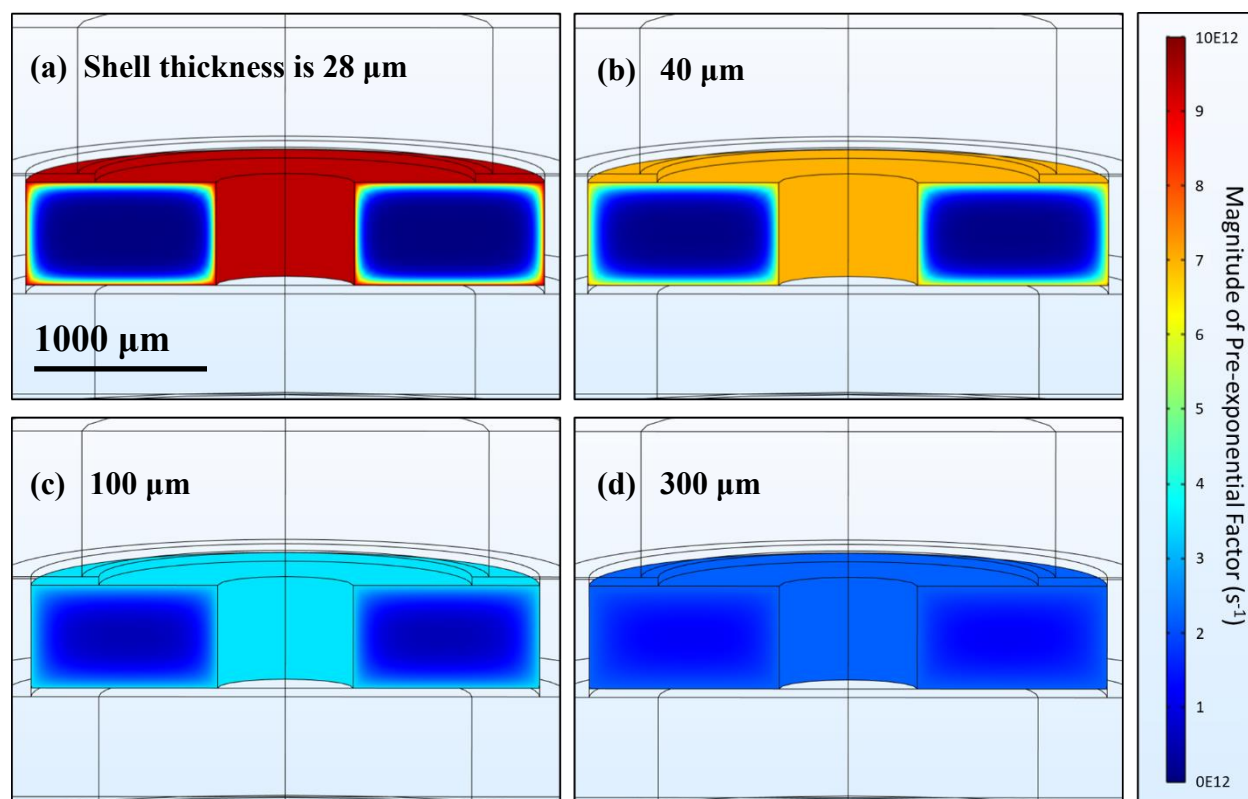 (a) Shell thickness is 28 μm
(b) 40 μm
1000 μm
(c) 100 μm
(d) 300 μm
10E12
9
8
7
6
5
4
3
2
1
0E12
Magnitude of Pre-exponential Factor (s⁻¹)